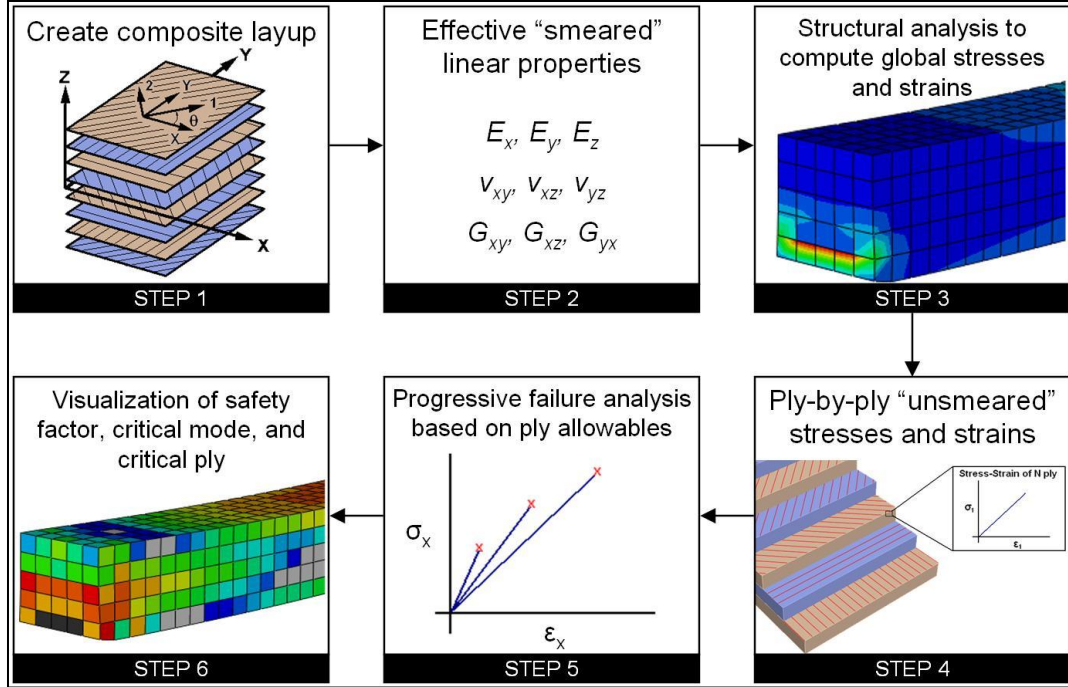 Create composite layup
Z
Y
2
Y
1
θ
X
X
STEP 1
Effective “smeared”
linear properties
Ex, Ey, Ez
νxy, νxz, νyz
Gxy, Gxz, Gyx
STEP 2
Structural analysis to
compute global stresses
and strains
STEP 3
Visualization of safety
factor, critical mode, and
critical ply
STEP 6
Progressive failure analysis
based on ply allowables
x
x
x
σx
εx
STEP 5
Ply-by-ply “unsmeared”
stresses and strains
Stress-Strain of N ply
σ1
ε1
STEP 4